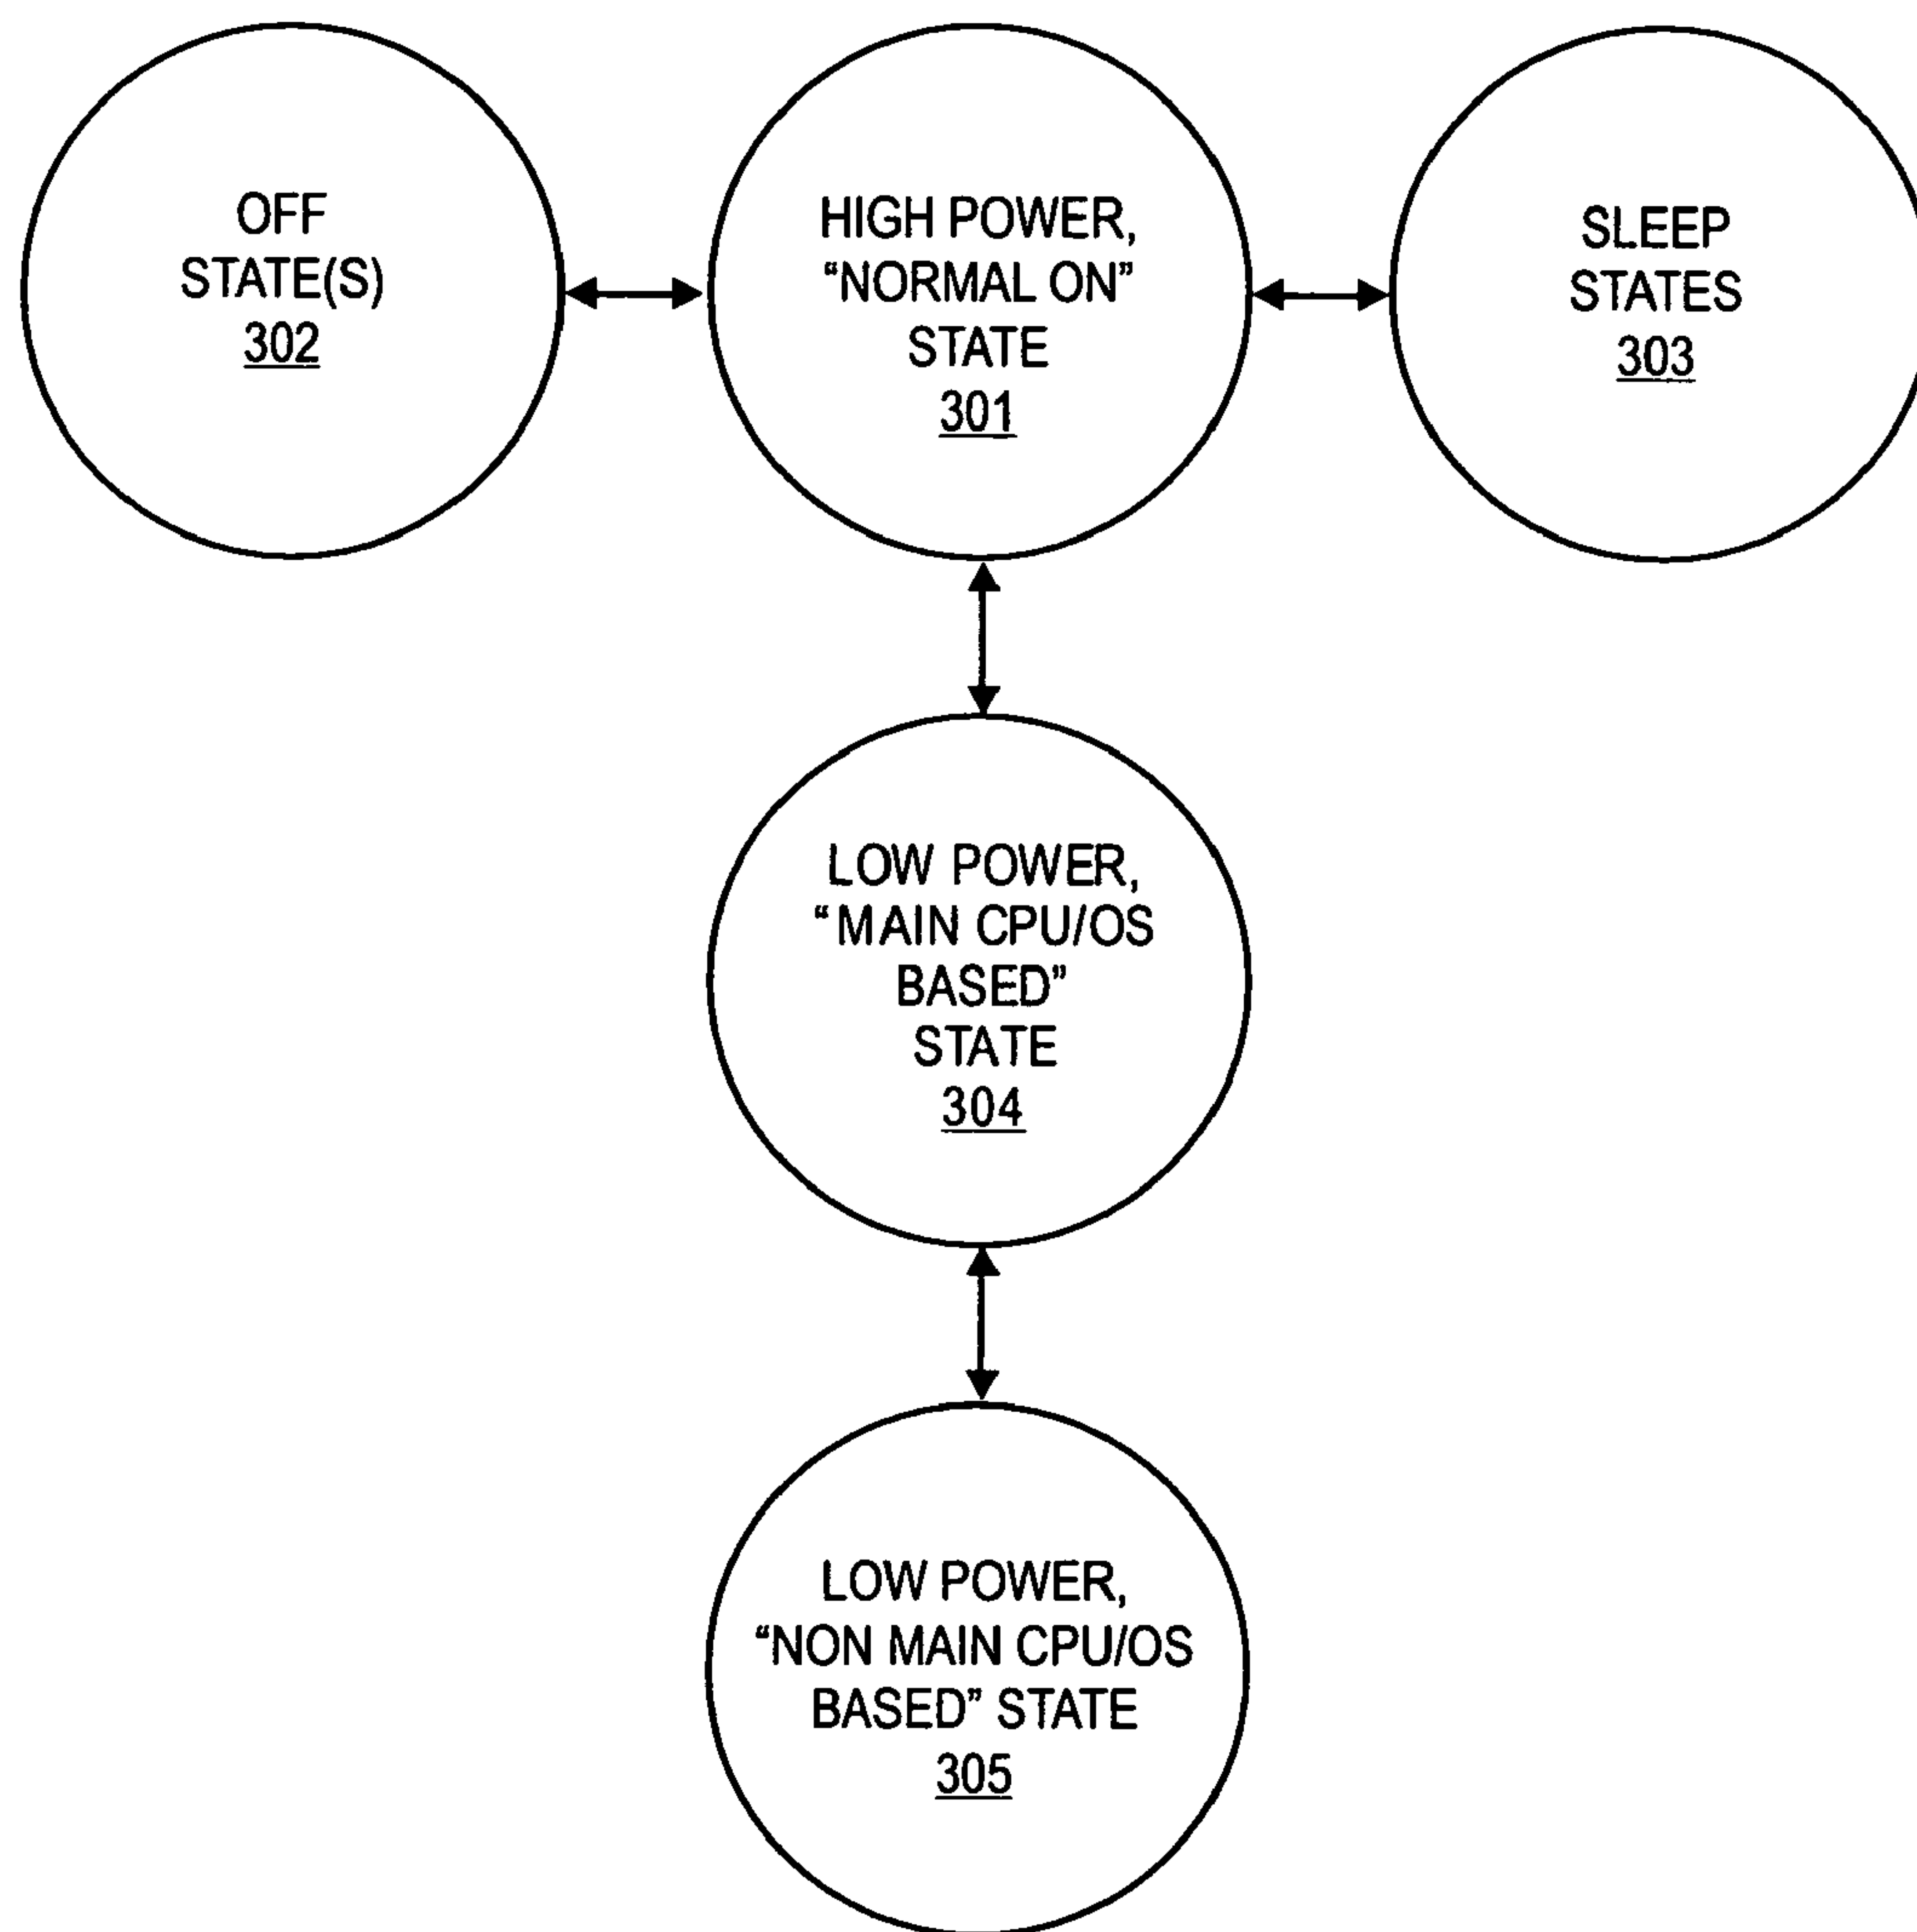 OFF
STATE(S)
302
HIGH POWER,
“NORMAL ON”
STATE
301
SLEEP
STATES
303
LOW POWER,
“MAIN CPU/OS
BASED”
STATE
304
LOW POWER,
“NON MAIN CPU/OS
BASED” STATE
305